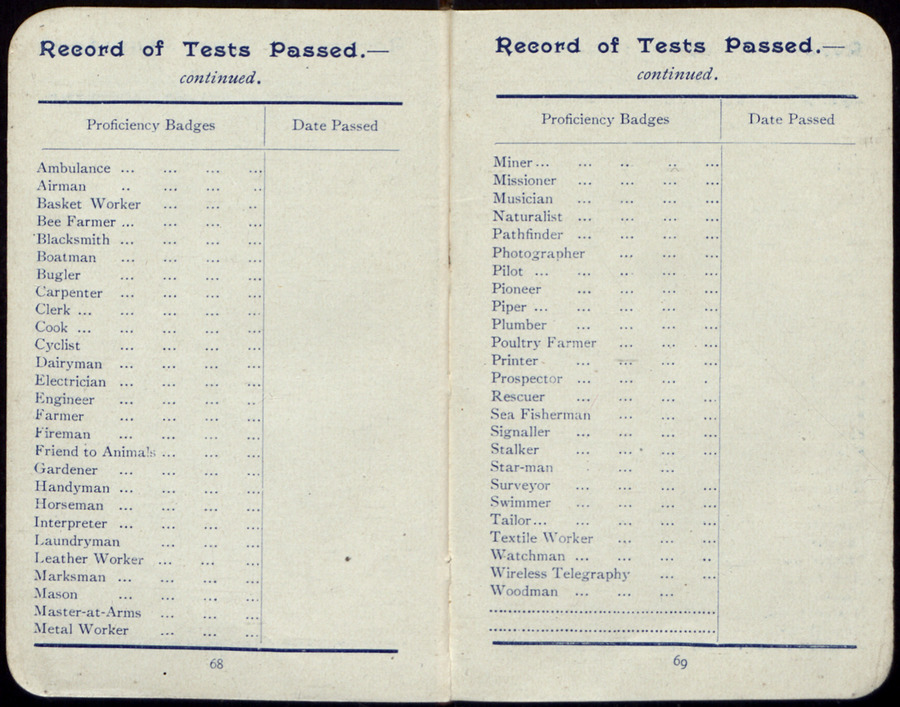 Record of Tests Passed.—
continued.
Proficiency Badges Date Passed
Ambulance ... ... ... ...
Airman .. ... ... ..
Basket Worker ... ... ..
Bee Farmer ... ... ... ...
Blacksmith ... ... ... ...
Boatman ... ... ... ...
Bugler ... ... ... ...
Carpenter ... ... ... ...
Clerk ... ... ... ... ...
Cook ... ... ... ... ...
Cyclist ... ... ... ...
Dairyman ... ... ... ...
Electrician ... ... ... ...
Engineer ... ... ... ...
Farmer ... ... ... ...
Fireman ... ... ... ...
Friend to Animals ... ... ...
Gardener ... ... ... ...
Handyman ... ... ... ...
Horseman ... ... ... ...
Interpreter ... ... ... ...
Laundryman ... ... ...
Leather Worker ... ... ...
Marksman ... ... ... ...
Mason ... ... ... ...
Master-at-Arms ... ... ...
Metal Worker ... ... ...
68
Record of Tests Passed.—
continued.
Proficiency Badges Date Passed
Miner ... ... .. .. ...
Missioner ... ... ... ...
Musician ... ... ... ...
Naturalist ... ... ... ...
Pathfinder ... ... ... ...
Photographer ... ... ...
Pilot ... ... .. ... ...
Pioneer ... ... ... ...
Piper ... ... ... ... ...
Plumber ... ... ... ...
Poultry Farmer ... ... ...
Printer ... ... ... ...
Prospector ... ... ... .
Rescuer ... ... ... ...
Sea Fisherman ... ... ...
Signaller ... ... ... ...
Stalker ... ... ... ...
Star-man ... ...
Surveyor ... ... ... ...
Swimmer ... ... ... ...
Tailor ... ... ... ... ...
Textile Worker ... ... ..
Watchman ... ... ... ..
Wireless Telegraphy ... ...
Woodman ... ... ...
69